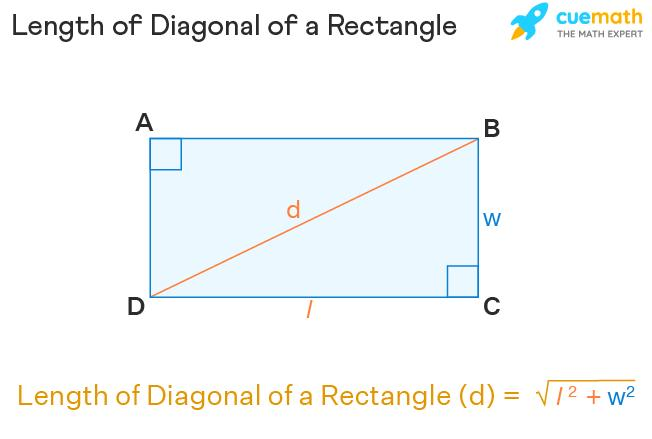 Length of Diagonal of a Rectangle
cuemath
THE MATH EXPERT
A
B
d
w
D
l
C
Length of Diagonal of a Rectangle (d) = √l² + w²